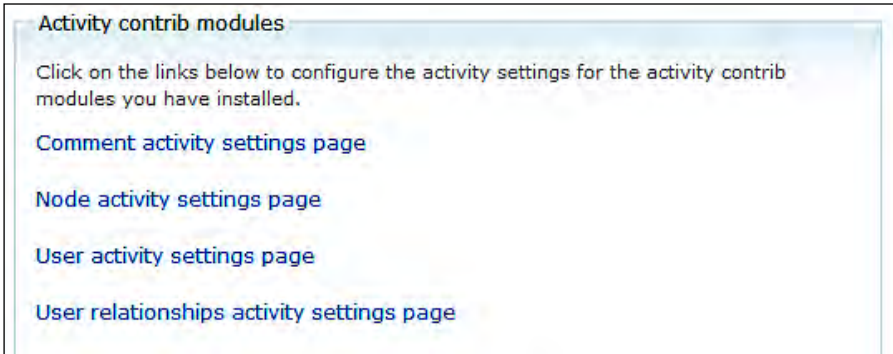 Activity contrib modules
Click on the links below to configure the activity settings for the activity contrib
modules you have installed.
Comment activity settings page
Node activity settings page
User activity settings page
User relationships activity settings page